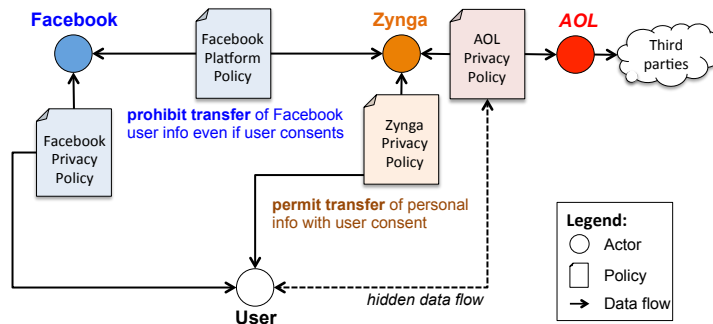 Facebook
Zynga
AOL
Facebook
Platform
Policy
AOL
Privacy
Policy
Third
parties
prohibit transfer of Facebook
user info even if user consents
Facebook
Privacy
Policy
Zynga
Privacy
Policy
permit transfer of personal
info with user consent
hidden data flow
User
Legend:
Actor
Policy
Data flow